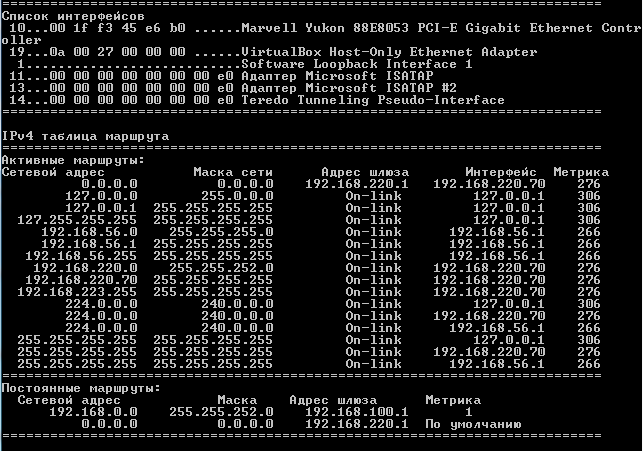 ===========================================================================
Список интерфейсов
 10...00 1f f3 45 e6 b0 ......Marvell Yukon 88E8053 PCI-E Gigabit Ethernet Contr
oller
 19...0a 00 27 00 00 00 ......VirtualBox Host-Only Ethernet Adapter
  1...........................Software Loopback Interface 1
 11...00 00 00 00 00 00 00 e0 Адаптер Microsoft ISATAP
 13...00 00 00 00 00 00 00 e0 Адаптер Microsoft ISATAP #2
 14...00 00 00 00 00 00 00 e0 Teredo Tunneling Pseudo-Interface
===========================================================================
IPv4 таблица маршрута
===========================================================================
Активные маршруты:
Сетевой адрес Маска сети Адрес шлюза Интерфейс Метрика
0.0.0.0 0.0.0.0 192.168.220.1 192.168.220.70 276
127.0.0.0 255.0.0.0 On-link 127.0.0.1 306
127.0.0.1 255.255.255.255 On-link 127.0.0.1 306
127.255.255.255 255.255.255.255 On-link 127.0.0.1 306
192.168.56.0 255.255.255.0 On-link 192.168.56.1 266
192.168.56.1 255.255.255.255 On-link 192.168.56.1 266
192.168.56.255 255.255.255.255 On-link 192.168.56.1 266
192.168.220.0 255.255.252.0 On-link 192.168.220.70 276
192.168.220.70 255.255.255.255 On-link 192.168.220.70 276
192.168.223.255 255.255.255.255 On-link 192.168.220.70 276
224.0.0.0 240.0.0.0 On-link 127.0.0.1 306
224.0.0.0 240.0.0.0 On-link 192.168.220.70 276
224.0.0.0 240.0.0.0 On-link 192.168.56.1 266
255.255.255.255 255.255.255.255 On-link 127.0.0.1 306
255.255.255.255 255.255.255.255 On-link 192.168.220.70 276
255.255.255.255 255.255.255.255 On-link 192.168.56.1 266
===========================================================================
Постоянные маршруты:
Сетевой адрес Маска Адрес шлюза Метрика
192.168.0.0 255.255.252.0 192.168.100.1 1
0.0.0.0 0.0.0.0 192.168.220.1 По умолчанию
===========================================================================